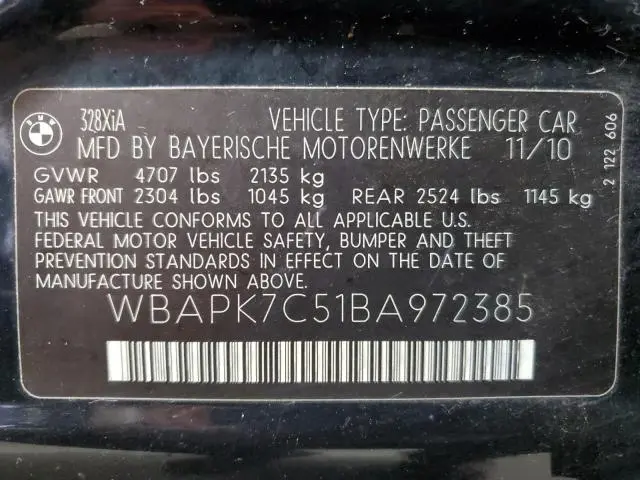 BMW
328XiA VEHICLE TYPE: PASSENGER CAR
MFD BY BAYERISCHE MOTORENWERKE 11/10
GVWR 4707 lbs 2135 kg
GAWR FRONT 2304 lbs 1045 kg REAR 2524 lbs 1145 kg
THIS VEHICLE CONFORMS TO ALL APPLICABLE U.S.
FEDERAL MOTOR VEHICLE SAFETY, BUMPER AND THEFT
PREVENTION STANDARDS IN EFFECT ON THE DATE OF
MANUFACTURE SHOWN ABOVE.
WBAPK7C51BA972385
2 122 606